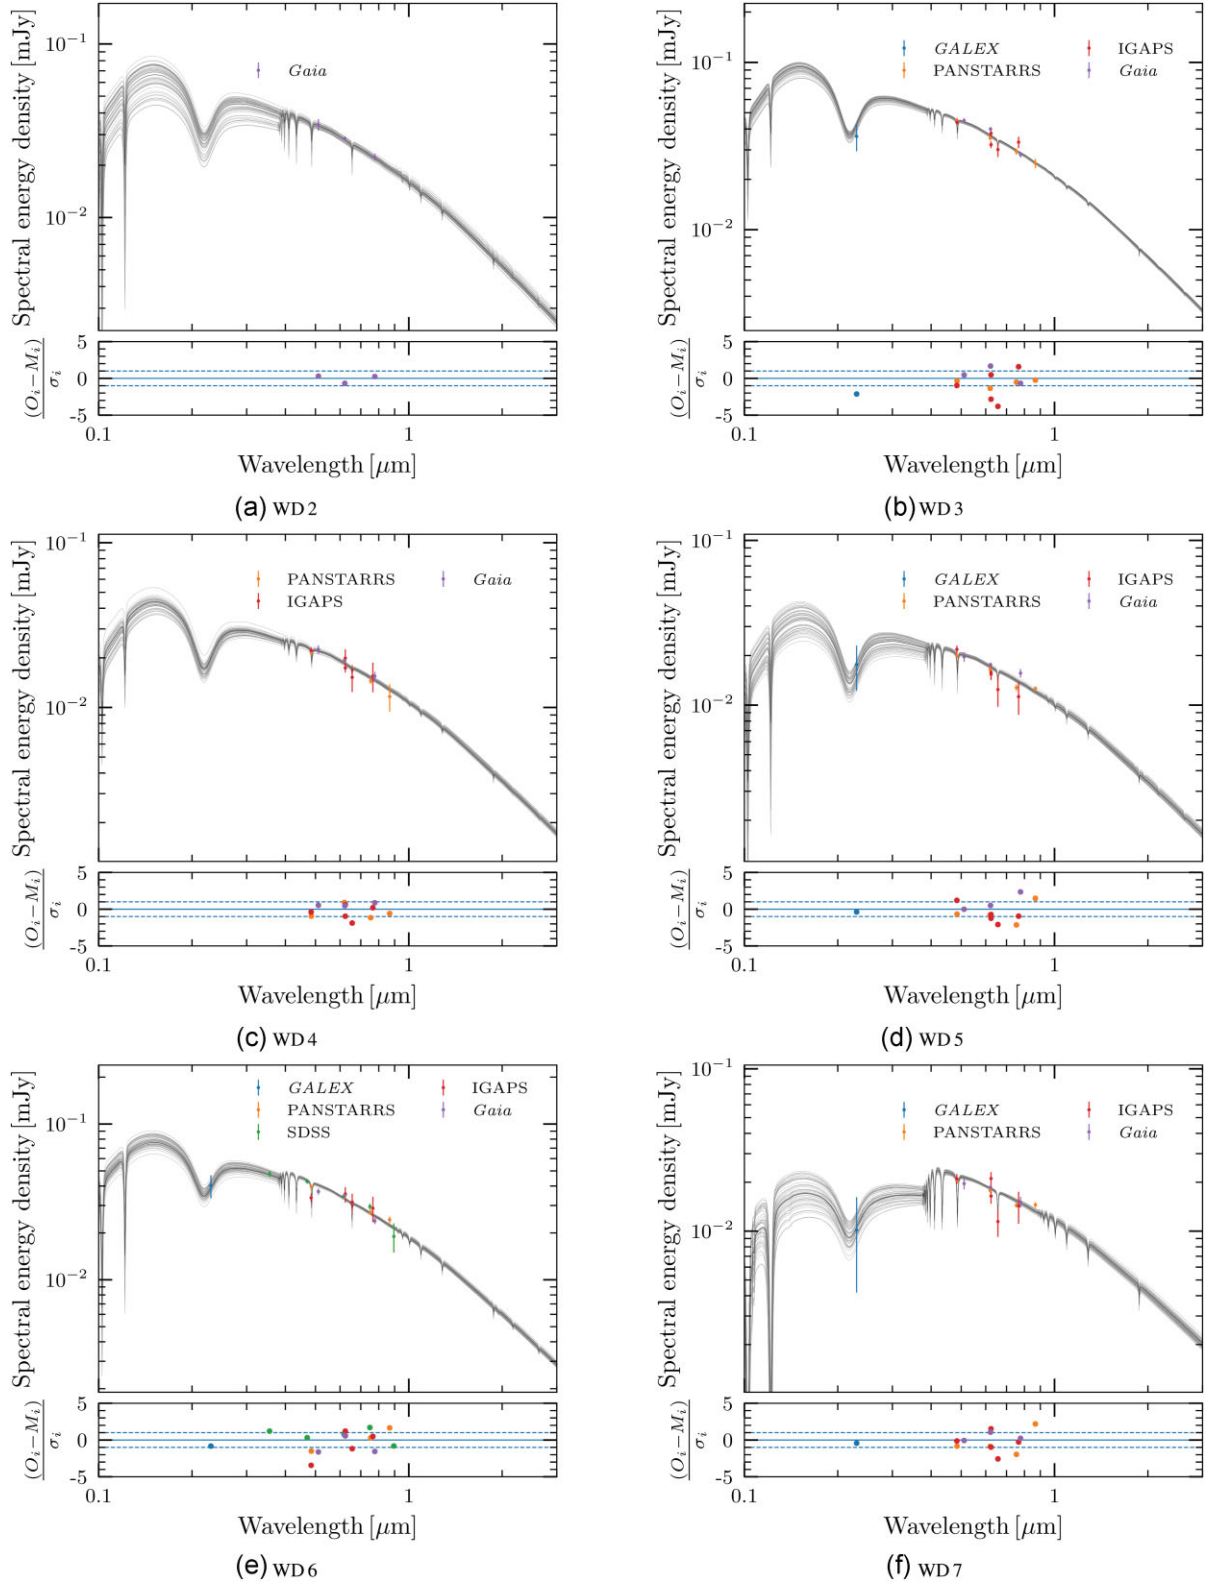 Spectral energy density [mJy]
10⁻¹
10⁻²
Gaia
(Oᵢ−Mᵢ)
σᵢ
5
0
-5
0.1
1
Wavelength [μm]
(a) WD 2
Spectral energy density [mJy]
10⁻¹
10⁻²
GALEX
PANSTARRS
IGAPS
Gaia
(Oᵢ−Mᵢ)
σᵢ
5
0
-5
0.1
1
Wavelength [μm]
(b) WD 3
Spectral energy density [mJy]
10⁻¹
10⁻²
PANSTARRS
IGAPS
Gaia
(Oᵢ−Mᵢ)
σᵢ
5
0
-5
0.1
1
Wavelength [μm]
(c) WD 4
Spectral energy density [mJy]
10⁻¹
10⁻²
GALEX
PANSTARRS
IGAPS
Gaia
(Oᵢ−Mᵢ)
σᵢ
5
0
-5
0.1
1
Wavelength [μm]
(d) WD 5
Spectral energy density [mJy]
10⁻¹
10⁻²
GALEX
PANSTARRS
SDSS
IGAPS
Gaia
(Oᵢ−Mᵢ)
σᵢ
5
0
-5
0.1
1
Wavelength [μm]
(e) WD 6
Spectral energy density [mJy]
10⁻¹
10⁻²
GALEX
PANSTARRS
IGAPS
Gaia
(Oᵢ−Mᵢ)
σᵢ
5
0
-5
0.1
1
Wavelength [μm]
(f) WD 7